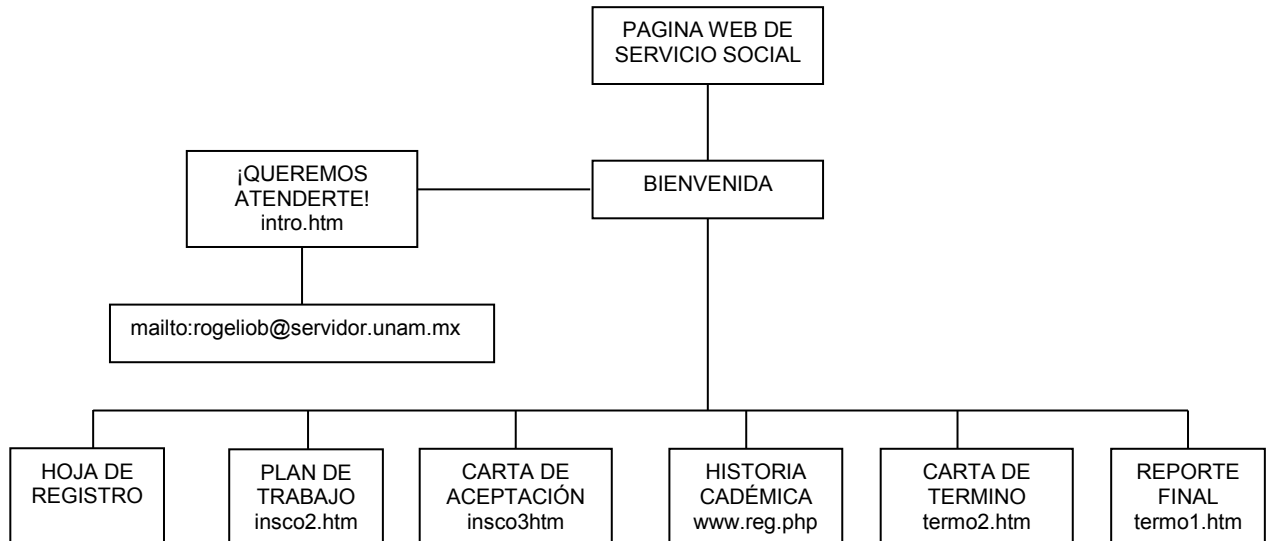 PAGINA WEB DE
SERVICIO SOCIAL
¡QUEREMOS
ATENDERTE!
intro.htm
BIENVENIDA
mailto:rogeliob@servidor.unam.mx
HOJA DE
REGISTRO
PLAN DE
TRABAJO
insco2.htm
CARTA DE
ACEPTACIÓN
insco3htm
HISTORIA
CADÉMICA
www.reg.php
CARTA DE
TERMINO
termo2.htm
REPORTE
FINAL
termo1.htm